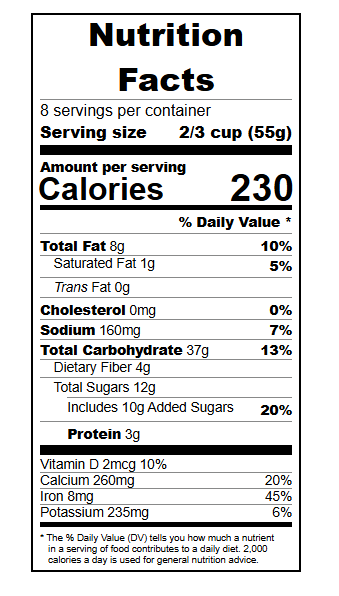 Nutrition
Facts
8 servings per container
Serving size 2/3 cup (55g)
Amount per serving
Calories 230
% Daily Value *
Total Fat 8g 10%
Saturated Fat 1g 5%
Trans Fat 0g
Cholesterol 0mg 0%
Sodium 160mg 7%
Total Carbohydrate 37g 13%
Dietary Fiber 4g
Total Sugars 12g
Includes 10g Added Sugars 20%
Protein 3g
Vitamin D 2mcg 10%
Calcium 260mg 20%
Iron 8mg 45%
Potassium 235mg 6%
* The % Daily Value (DV) tells you how much a nutrient
in a serving of food contributes to a daily diet. 2,000
calories a day is used for general nutrition advice.